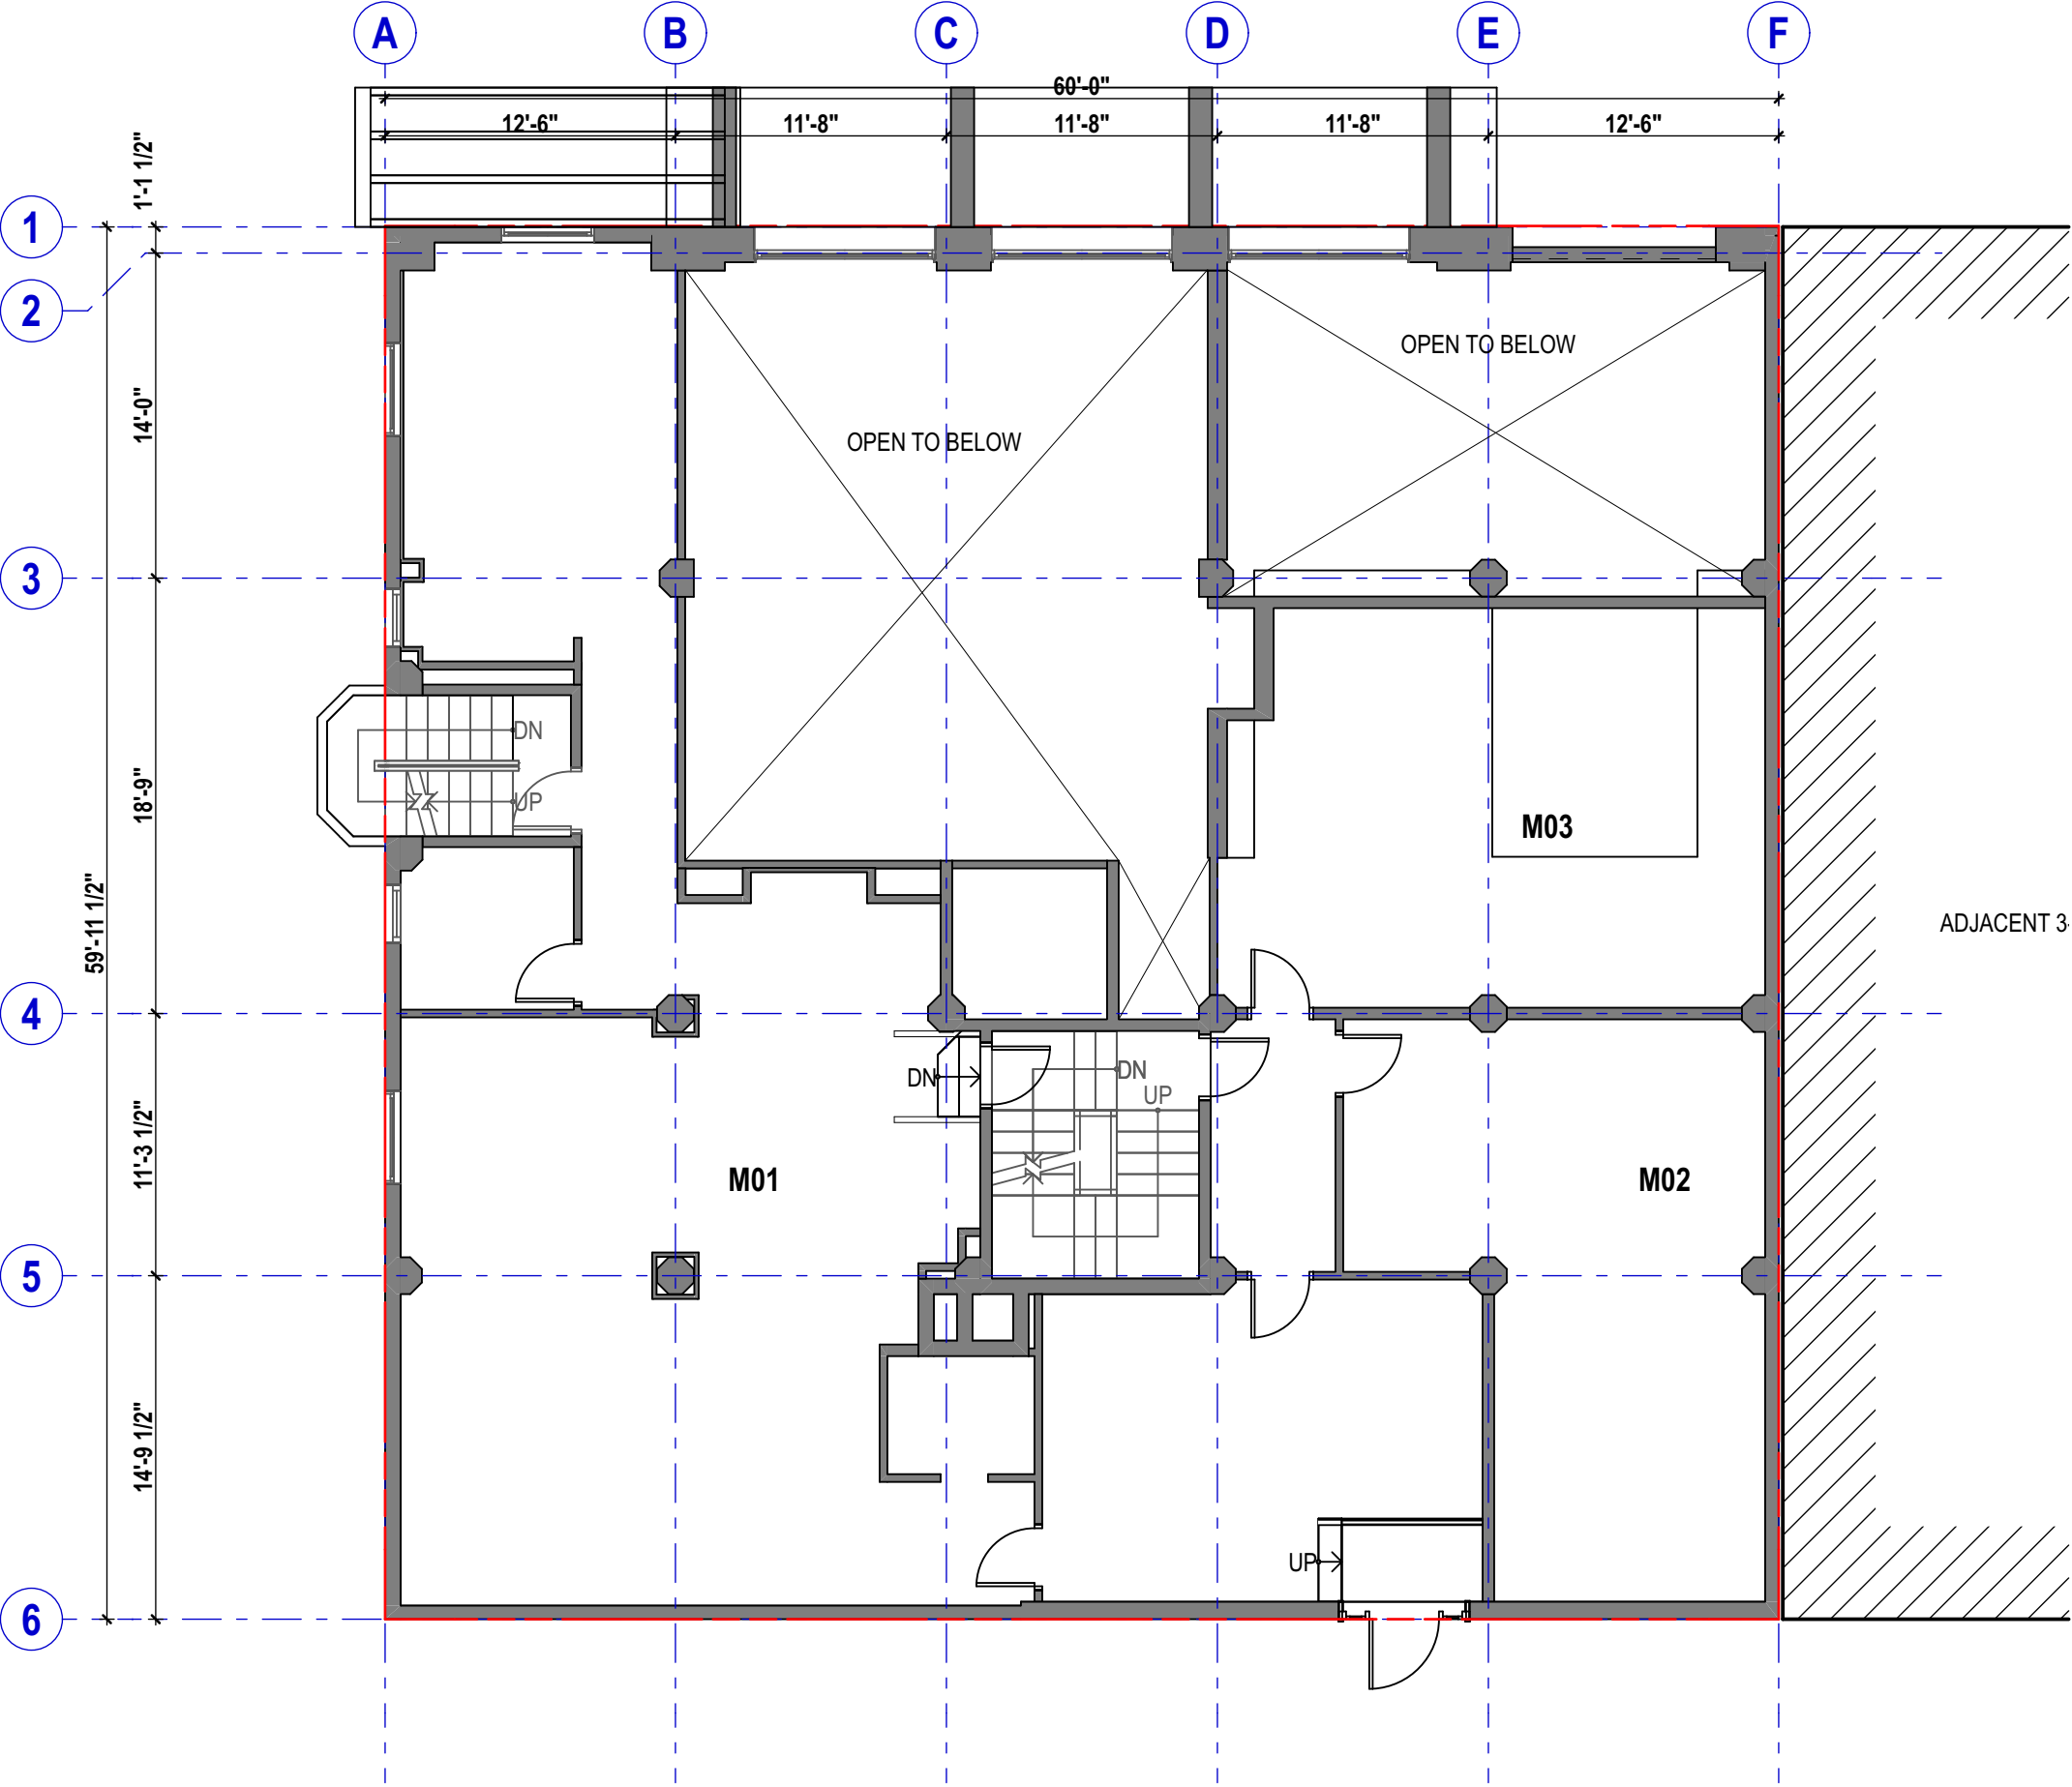 A B C D E F
60'-0"
12'-6" 11'-8" 11'-8" 11'-8" 12'-6"
1'-1 1/2"
1
2
OPEN TO BELOW
14'-0"
OPEN TO BELOW
3
DN
18'-9"
UP
M03
59'-11 1/2"
ADJACENT 3-
4
DN
DN
UP
11'-3 1/2"
M01
M02
5
14'-9 1/2"
UP
6